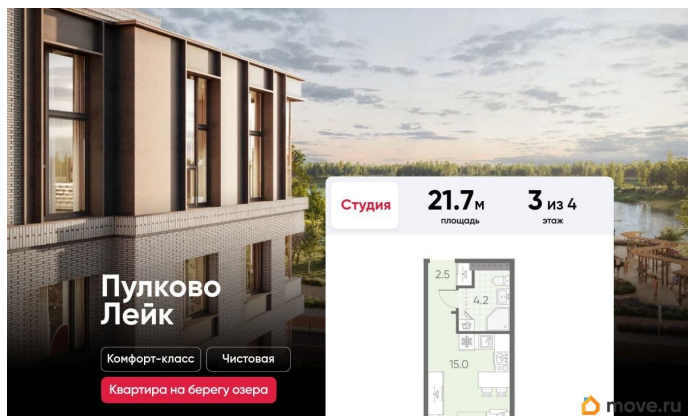 Студия
21.7м
площадь
3 из 4
этаж
2.5
4.2
15.0
Пулково
Лейк
Комфорт-класс
Чистовая
Квартира на берегу озера
move.ru